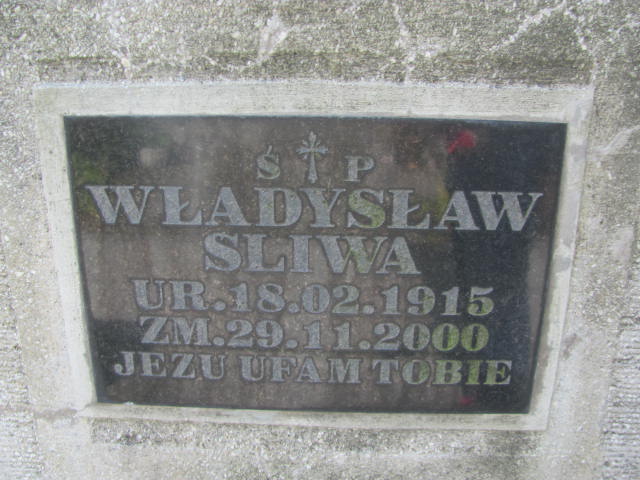 Ś P
WŁADYSŁAW
SLIWA
UR.18.02.1915
ZM.29.11.2000
JEZU UFAM TOBIE